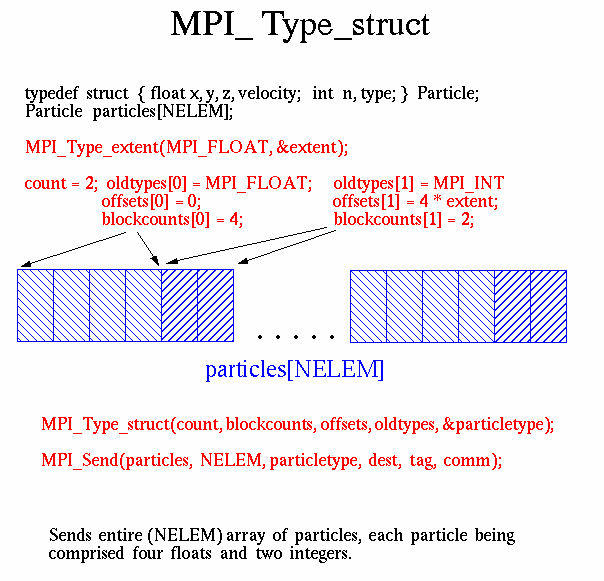 MPI_ Type_struct
typedef struct { float x, y, z, velocity; int n, type; } Particle;
Particle particles[NELEM];
MPI_Type_extent(MPI_FLOAT, &extent);
count = 2; oldtypes[0] = MPI_FLOAT; oldtypes[1] = MPI_INT
offsets[0] = 0; offsets[1] = 4 * extent;
blockcounts[0] = 4; blockcounts[1] = 2;
. . . . .
particles[NELEM]
MPI_Type_struct(count, blockcounts, offsets, oldtypes, &particletype);
MPI_Send(particles, NELEM, particletype, dest, tag, comm);
Sends entire (NELEM) array of particles, each particle being
comprised four floats and two integers.